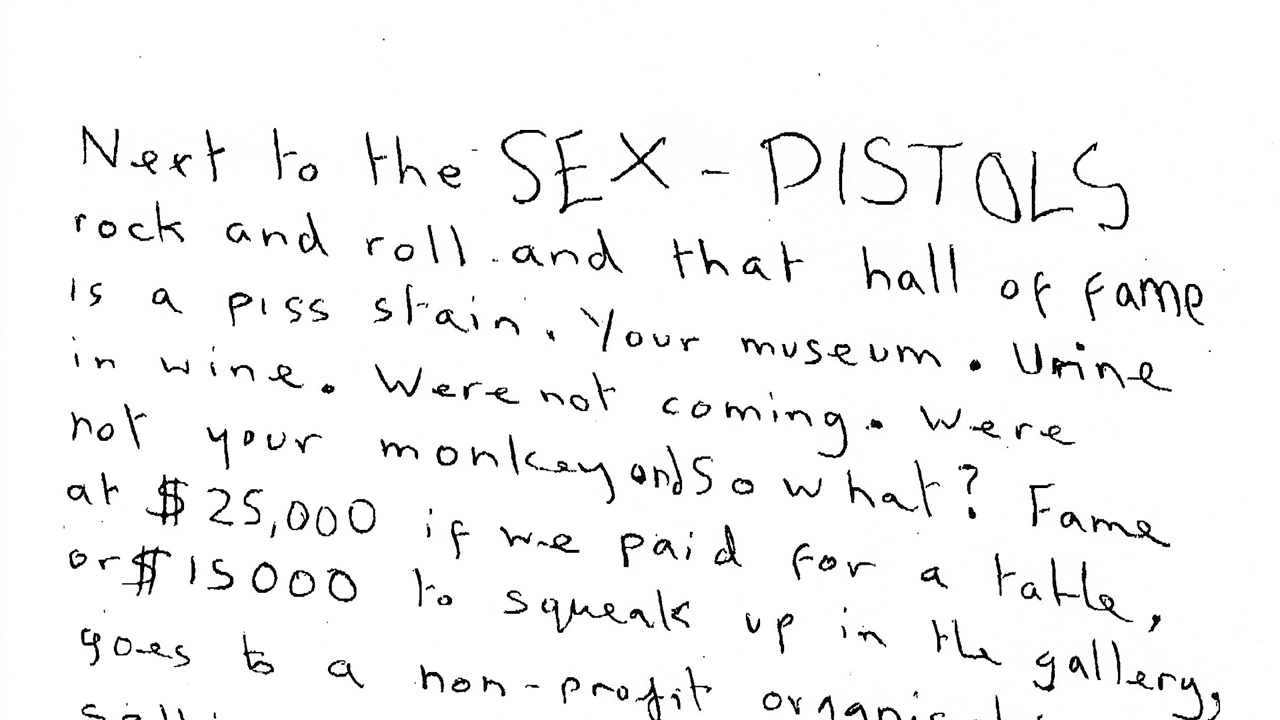 Next to the SEX-PISTOLS
rock and roll and that hall of fame
is a piss stain. Your museum. Urine
in wine. Were not coming. Were
not your monkey and So what? Fame
at $25,000 if we paid for a table,
or $15000 to squeak up in the gallery,
goes to a non-profit